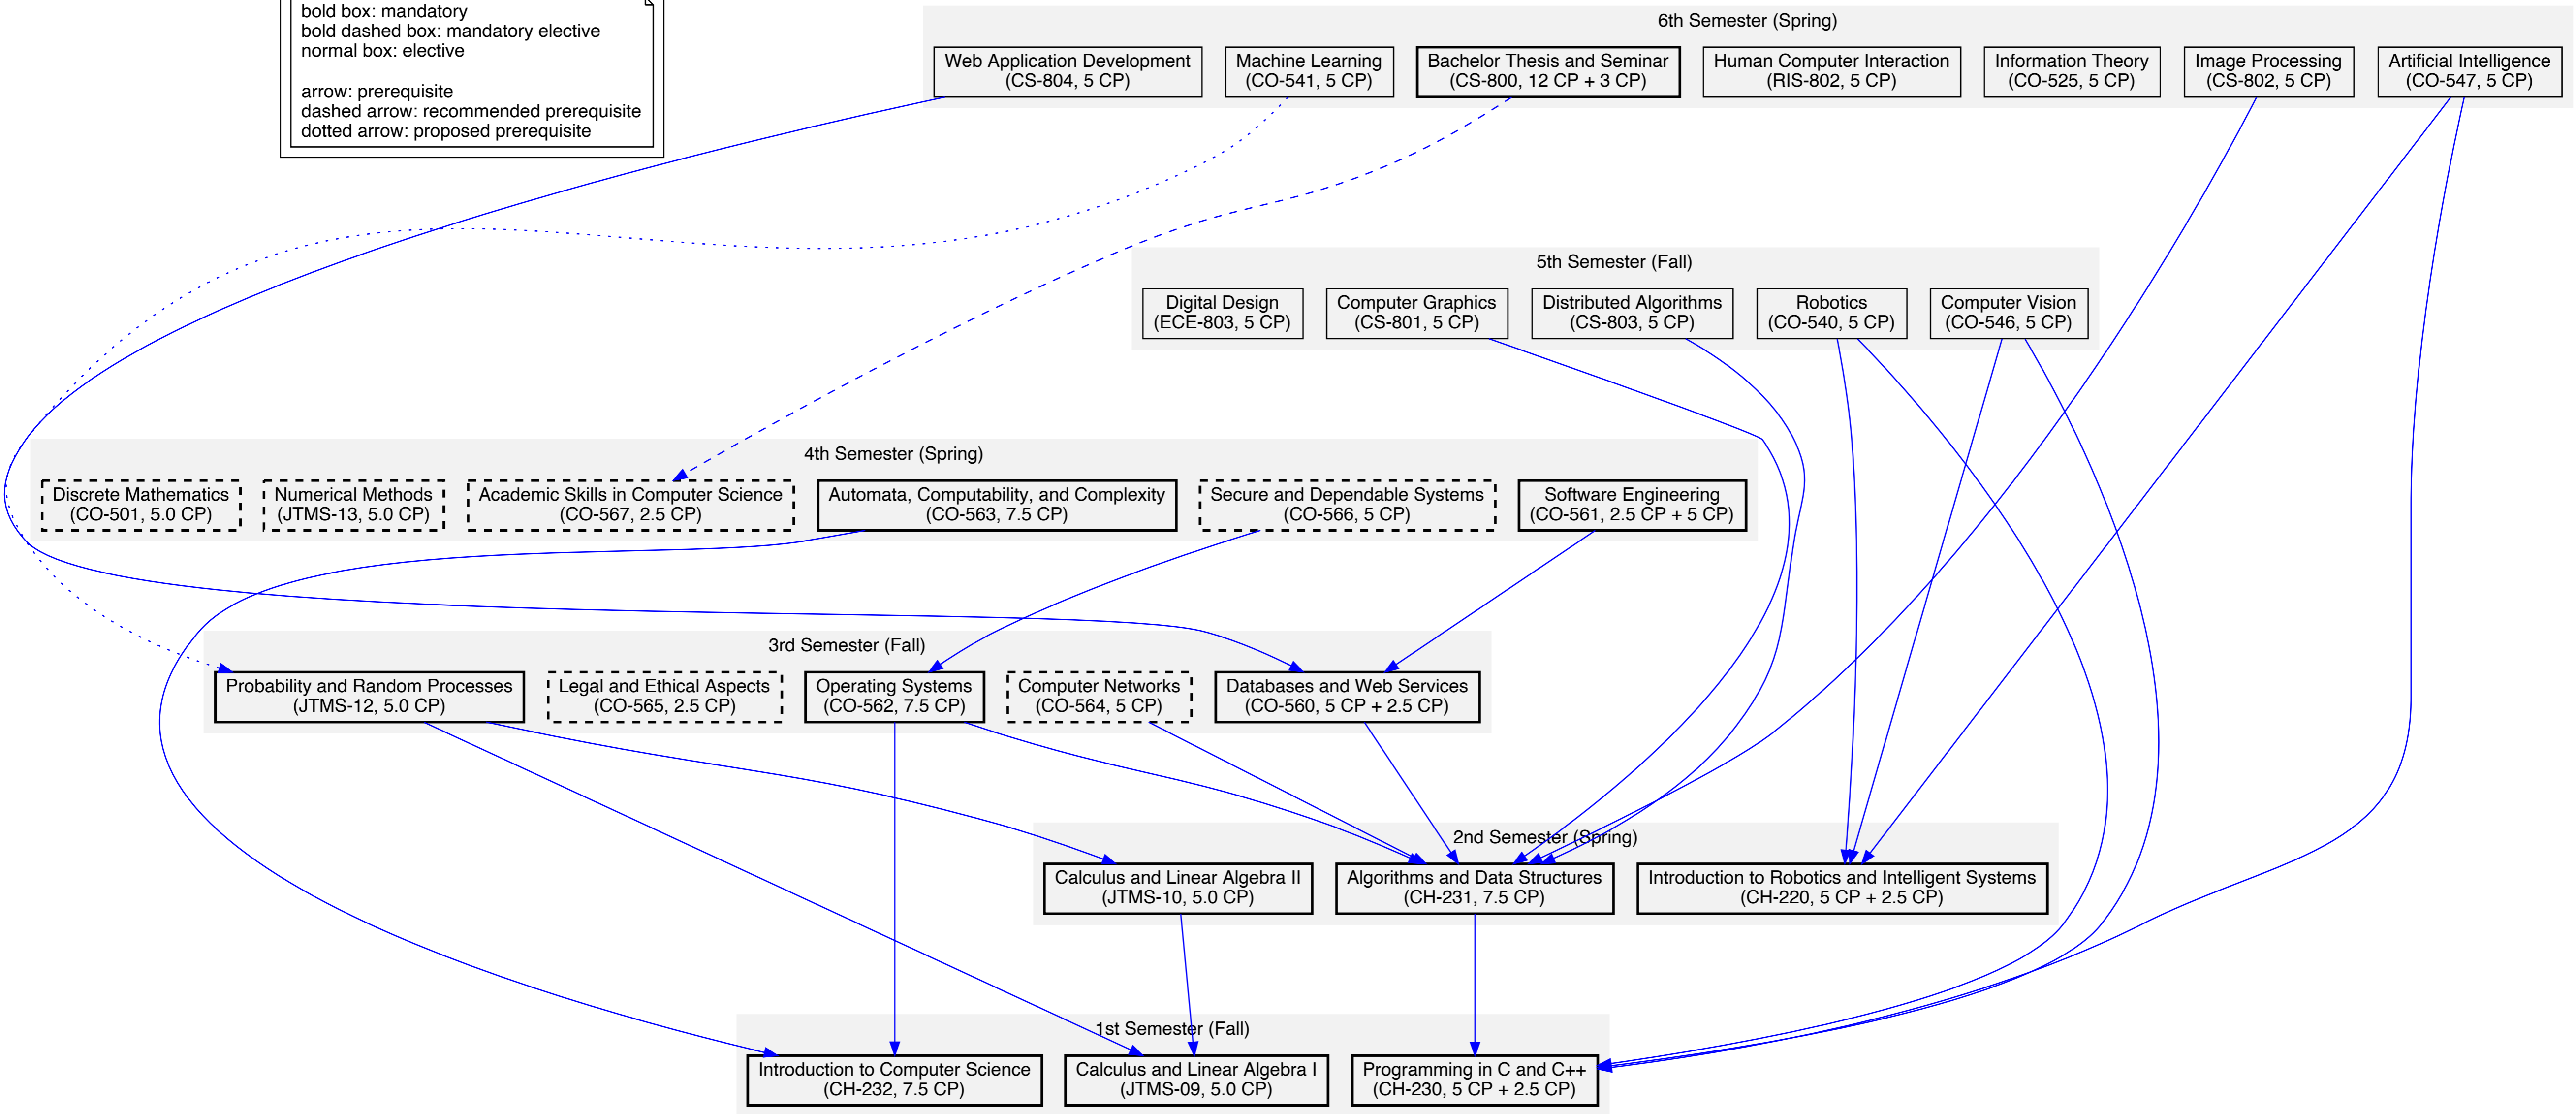 bold box: mandatory
bold dashed box: mandatory elective
normal box: elective
arrow: prerequisite
dashed arrow: recommended prerequisite
dotted arrow: proposed prerequisite
6th Semester (Spring)
Web Application Development
(CS-804, 5 CP)
Machine Learning
(CO-541, 5 CP)
Bachelor Thesis and Seminar
(CS-800, 12 CP + 3 CP)
Human Computer Interaction
(RIS-802, 5 CP)
Information Theory
(CO-525, 5 CP)
Image Processing
(CS-802, 5 CP)
Artificial Intelligence
(CO-547, 5 CP)
5th Semester (Fall)
Digital Design
(ECE-803, 5 CP)
Computer Graphics
(CS-801, 5 CP)
Distributed Algorithms
(CS-803, 5 CP)
Robotics
(CO-540, 5 CP)
Computer Vision
(CO-546, 5 CP)
4th Semester (Spring)
Discrete Mathematics
(CO-501, 5.0 CP)
Numerical Methods
(JTMS-13, 5.0 CP)
Academic Skills in Computer Science
(CO-567, 2.5 CP)
Automata, Computability, and Complexity
(CO-563, 7.5 CP)
Secure and Dependable Systems
(CO-566, 5 CP)
Software Engineering
(CO-561, 2.5 CP + 5 CP)
3rd Semester (Fall)
Probability and Random Processes
(JTMS-12, 5.0 CP)
Legal and Ethical Aspects
(CO-565, 2.5 CP)
Operating Systems
(CO-562, 7.5 CP)
Computer Networks
(CO-564, 5 CP)
Databases and Web Services
(CO-560, 5 CP + 2.5 CP)
2nd Semester (Spring)
Calculus and Linear Algebra II
(JTMS-10, 5.0 CP)
Algorithms and Data Structures
(CH-231, 7.5 CP)
Introduction to Robotics and Intelligent Systems
(CH-220, 5 CP + 2.5 CP)
1st Semester (Fall)
Introduction to Computer Science
(CH-232, 7.5 CP)
Calculus and Linear Algebra I
(JTMS-09, 5.0 CP)
Programming in C and C++
(CH-230, 5 CP + 2.5 CP)